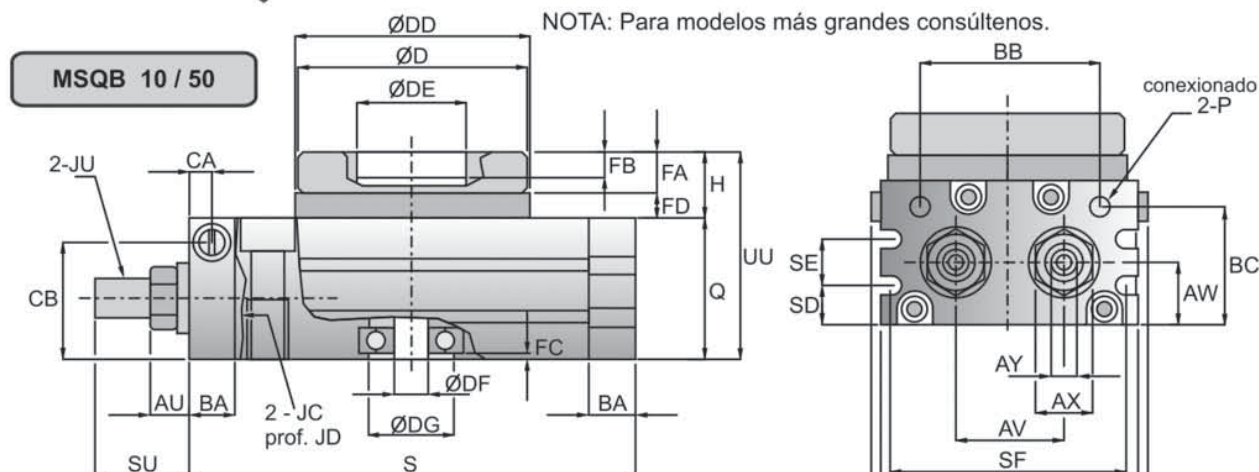 NOTA: Para modelos más grandes consúltenos.
MSQB 10 / 50
ØDD
ØD
ØDE
2-JU
CA
FB
FA
H
FD
UU
CB
Q
FC
ØDF
AU
BA
2 - JC
prof. JD
ØDG
BA
SU
S
BB
conexionado
2-P
SE
SD
BC
AW
AY
AX
AV
SF